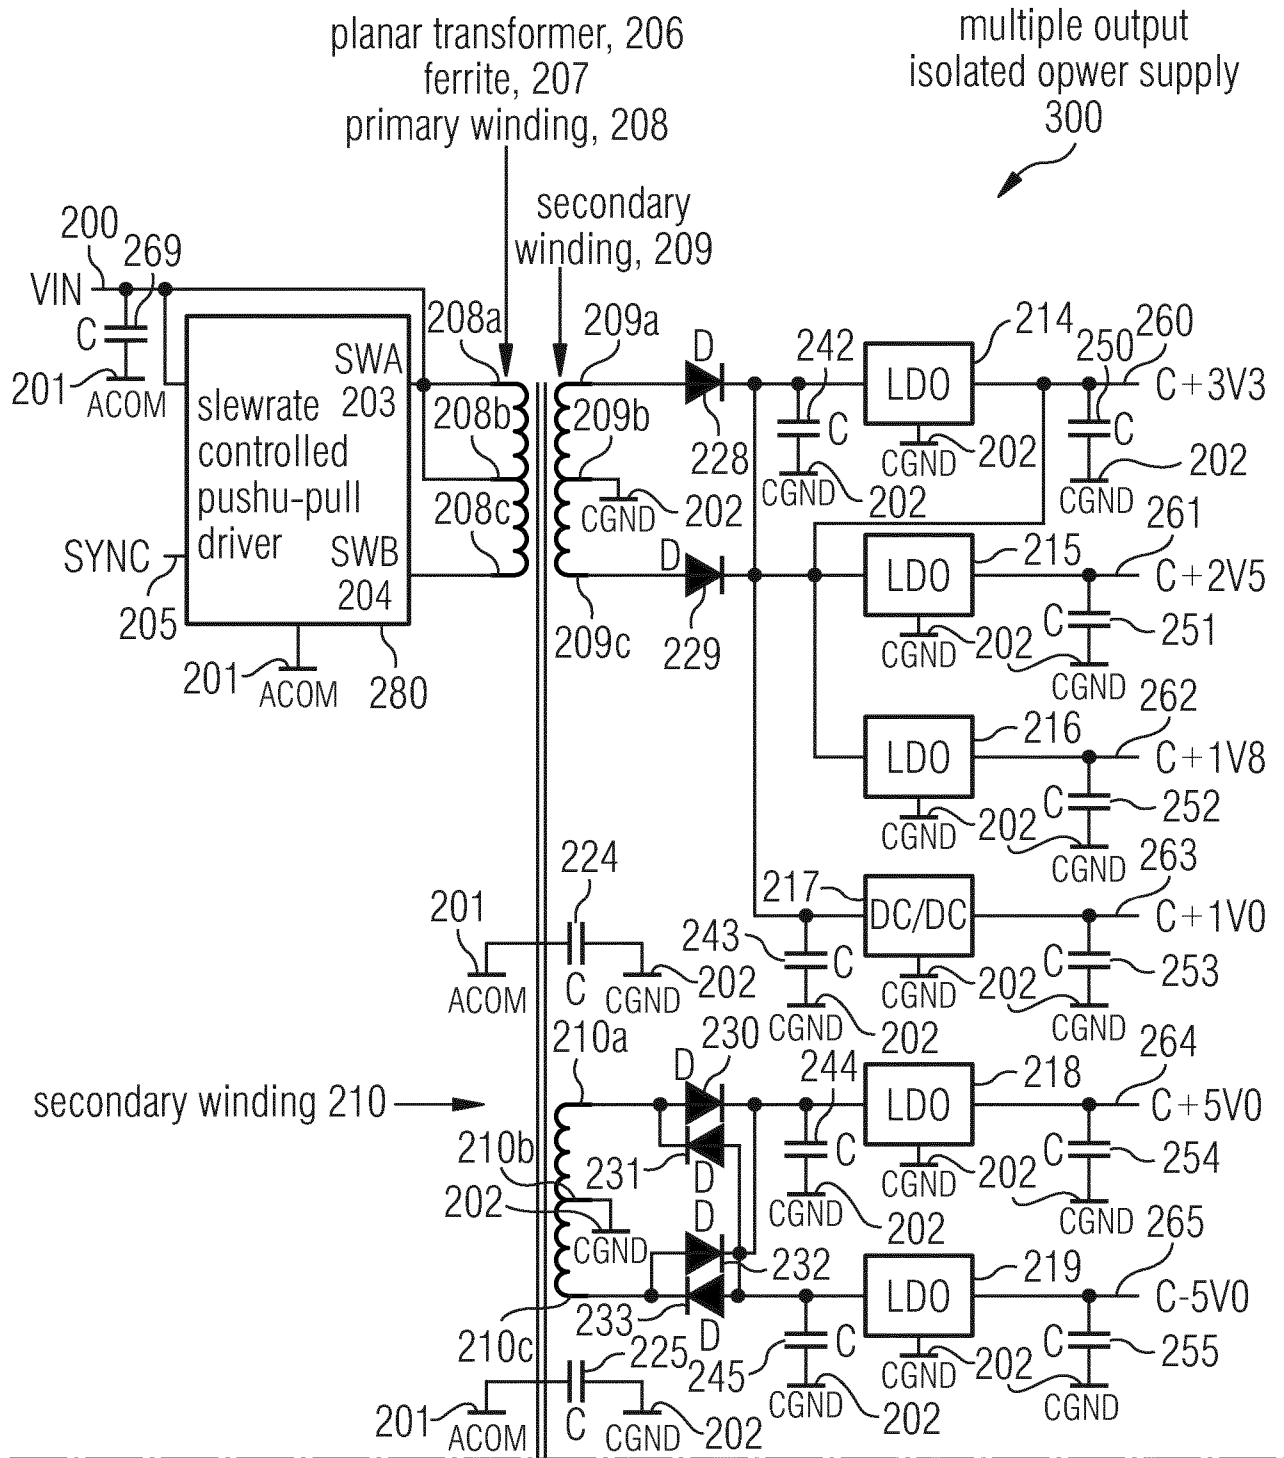 planar transformer, 206
ferrite, 207
primary winding, 208
multiple output
isolated opwer supply
300
secondary
winding, 209
200
269
VIN
C
201
ACOM
SWA
203
slewrate
controlled
pushu-pull
driver
SWB
204
SYNC
205
201
ACOM
280
208a
208b
208c
209a
209b
CGND
202
209c
D
228
D
229
242
C
CGND
202
LDO
214
CGND
202
250
260
C
C+3V3
CGND
202
LDO
215
CGND
202
261
C+2V5
C
251
CGND
LDO
216
CGND
202
262
C+1V8
C
252
CGND
217
DC/DC
CGND
202
243
C
CGND
202
263
C+1V0
C
253
CGND
224
201
ACOM
C
CGND
202
secondary winding 210
210a
210b
202
CGND
210c
D
230
231
D
D
232
233
D
244
C
CGND
202
LDO
218
CGND
202
264
C+5V0
C
254
CGND
245
C
CGND
202
LDO
219
CGND
202
265
C-5V0
C
255
CGND
225
201
ACOM
C
CGND
202